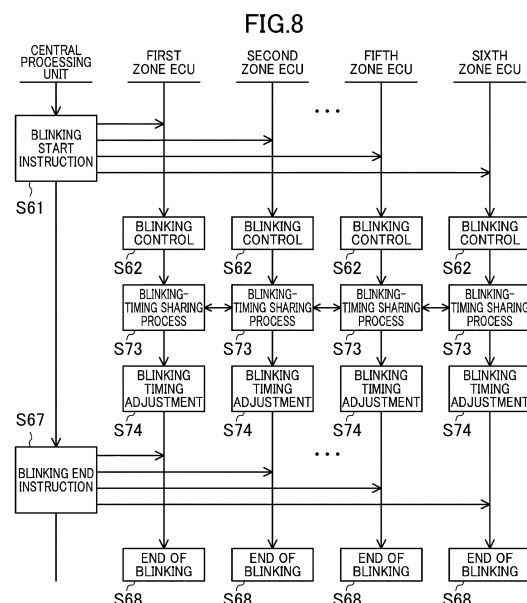 FIG.8
CENTRAL
PROCESSING
UNIT
FIRST
ZONE ECU
SECOND
ZONE ECU
FIFTH
ZONE ECU
SIXTH
ZONE ECU
...
BLINKING
START
INSTRUCTION
S61
BLINKING
CONTROL
BLINKING
CONTROL
BLINKING
CONTROL
BLINKING
CONTROL
S62
S62
S62
S62
BLINKING-
TIMING SHARING
PROCESS
BLINKING-
TIMING SHARING
PROCESS
BLINKING-
TIMING SHARING
PROCESS
BLINKING-
TIMING SHARING
PROCESS
S73
S73
S73
S73
BLINKING
TIMING
ADJUSTMENT
BLINKING
TIMING
ADJUSTMENT
BLINKING
TIMING
ADJUSTMENT
BLINKING
TIMING
ADJUSTMENT
S74
S74
S74
S74
S67
BLINKING END
INSTRUCTION
...
END OF
BLINKING
END OF
BLINKING
END OF
BLINKING
END OF
BLINKING
S68
S68
S68
S68